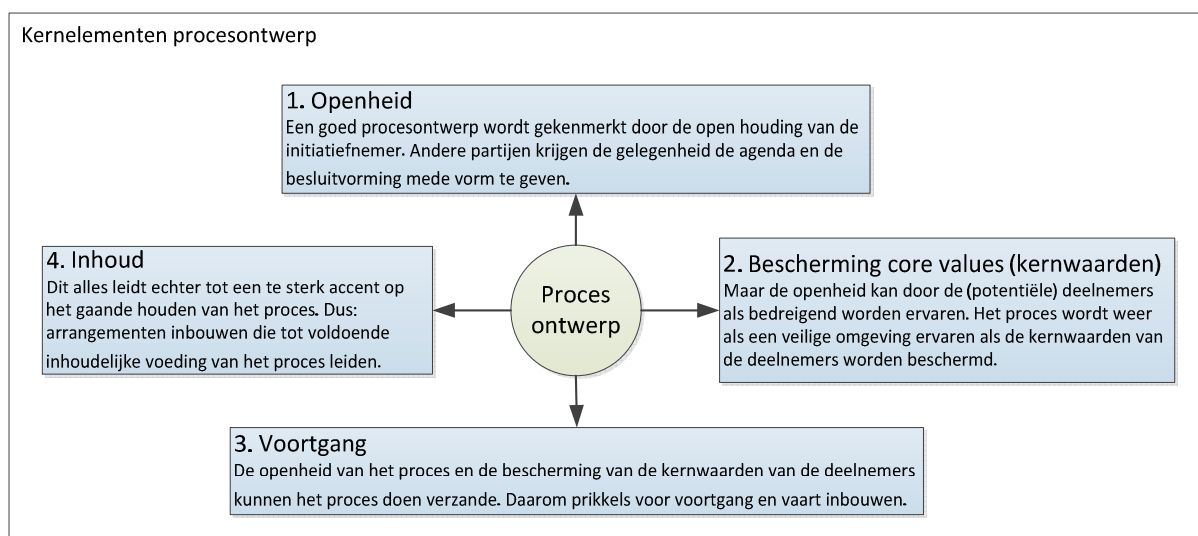 Kernelementen procesontwerp
1. Openheid
Een goed procesontwerp wordt gekenmerkt door de open houding van de
initiatiefnemer. Andere partijen krijgen de gelegenheid de agenda en de
besluitvorming mede vorm te geven.
2. Bescherming core values (kernwaarden)
Maar de openheid kan door de (potentiële) deelnemers
als bedreigend worden ervaren. Het proces wordt weer
als een veilige omgeving ervaren als de kernwaarden van
de deelnemers worden beschermd.
3. Voortgang
De openheid van het proces en de bescherming van de kernwaarden van de deelnemers
kunnen het proces doen verzande. Daarom prikkels voor voortgang en vaart inbouwen.
4. Inhoud
Dit alles leidt echter tot een te sterk accent op
het gaande houden van het proces. Dus:
arrangementen inbouwen die tot voldoende
inhoudelijke voeding van het proces leiden.
Proces
ontwerp